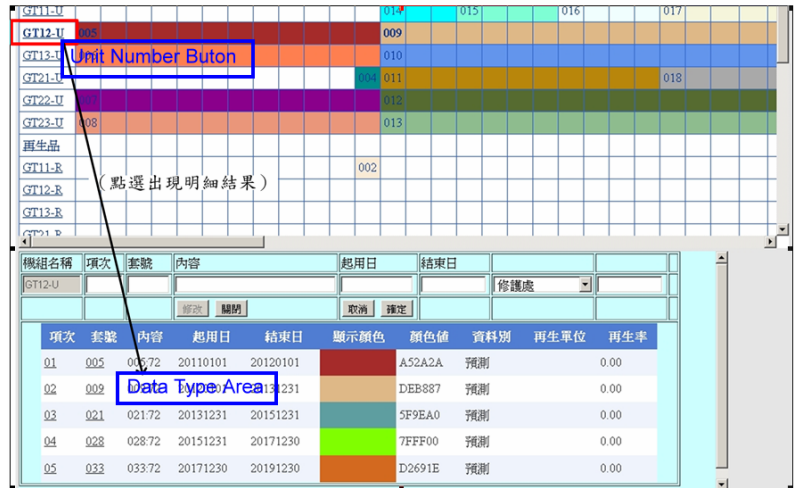 GT11-U 014 015 016 017
GT12-U 005 009
GT13-U 010
Unit Number Buton
GT21-U 004 011 018
GT22-U 012
GT23-U 008 013
再生品
GT11-R 002
GT12-R
(點選出現明細結果)
GT13-R
GT21-R
機組名稱 項次 套號 內容 起用日 結束日
GT12-U 修護處
修改 關閉 取消 確定
項次 套號 內容 起用日 結束日 顯示顏色 顏色值 資料別 再生單位 再生率
01 005 005:72 20110101 20120101 A52A2A 預測 0.00
02 009 DEB887 預測 0.00
Data Type Area
03 021 021:72 20131231 20151231 5F9EA0 預測 0.00
04 028 028:72 20151231 20171230 7FFF00 預測 0.00
05 033 033:72 20171230 20191230 D2691E 預測 0.00